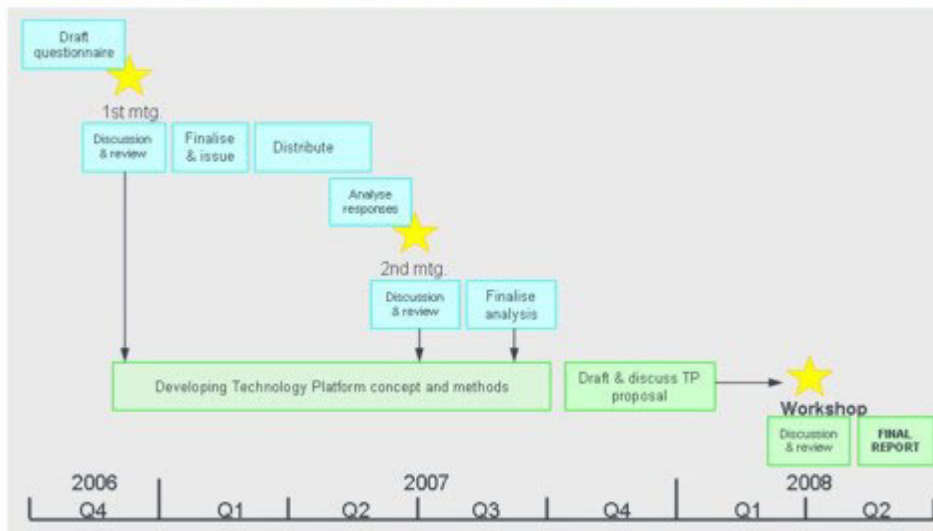 Draft
questionnaire
1st mtg.
Discussion
& review
Finalise
& issue
Distribute
Analyse
responses
2nd mtg.
Discussion
& review
Finalise
analysis
Developing Technology Platform concept and methods
Draft & discuss TP
proposal
Workshop
Discussion
& review
FINAL
REPORT
2006 2007 2008
Q4 Q1 Q2 Q3 Q4 Q1 Q2